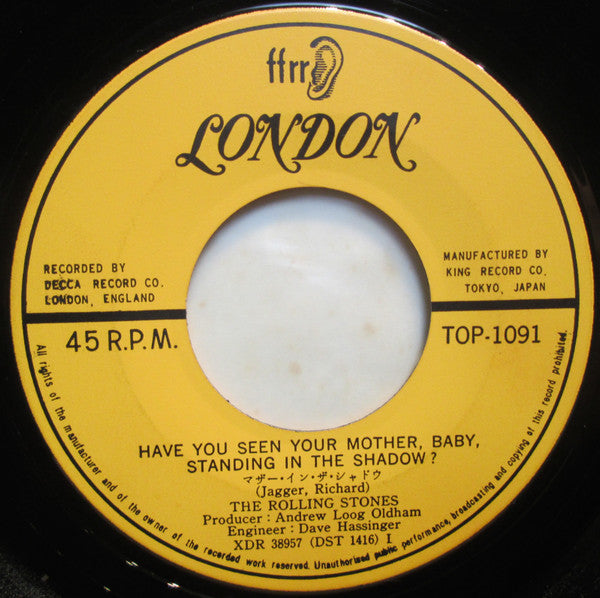 ffrr
LONDON
RECORDED BY
DECCA RECORD CO.
LONDON, ENGLAND
MANUFACTURED BY
KING RECORD CO.
TOKYO, JAPAN
45 R.P.M.
TOP-1091
HAVE YOU SEEN YOUR MOTHER, BABY,
STANDING IN THE SHADOW?
マザー・イン・ザ・シャドウ
(Jagger, Richard)
THE ROLLING STONES
Producer : Andrew Loog Oldham
Engineer : Dave Hassinger
XDR 38957 (DST 1416) I
All rights of the manufacturer and of the owner of the recorded work reserved. Unauthorised public performance, broadcasting and copying of this record prohibited.